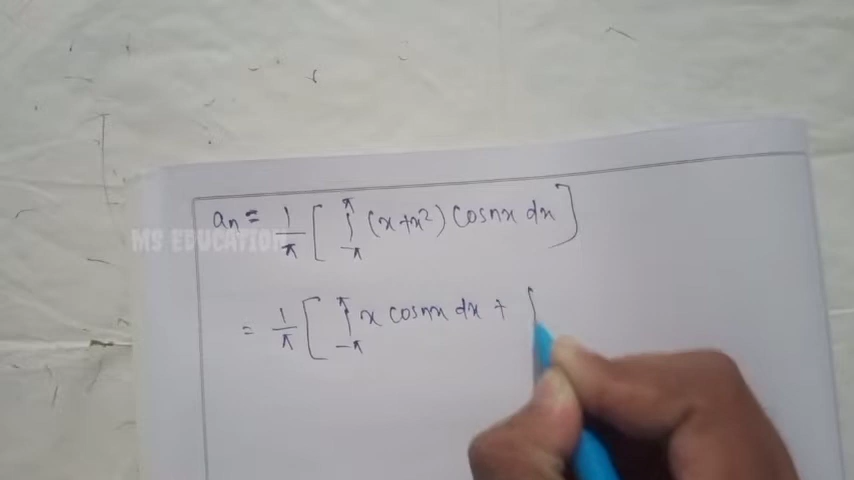 aₙ = 1/π [ ∫_{-π}^{π} (x+x²) cosnx dx ]
MS EDUCATION
= 1/π [ ∫_{-π}^{π} x cosnx dx + ∫